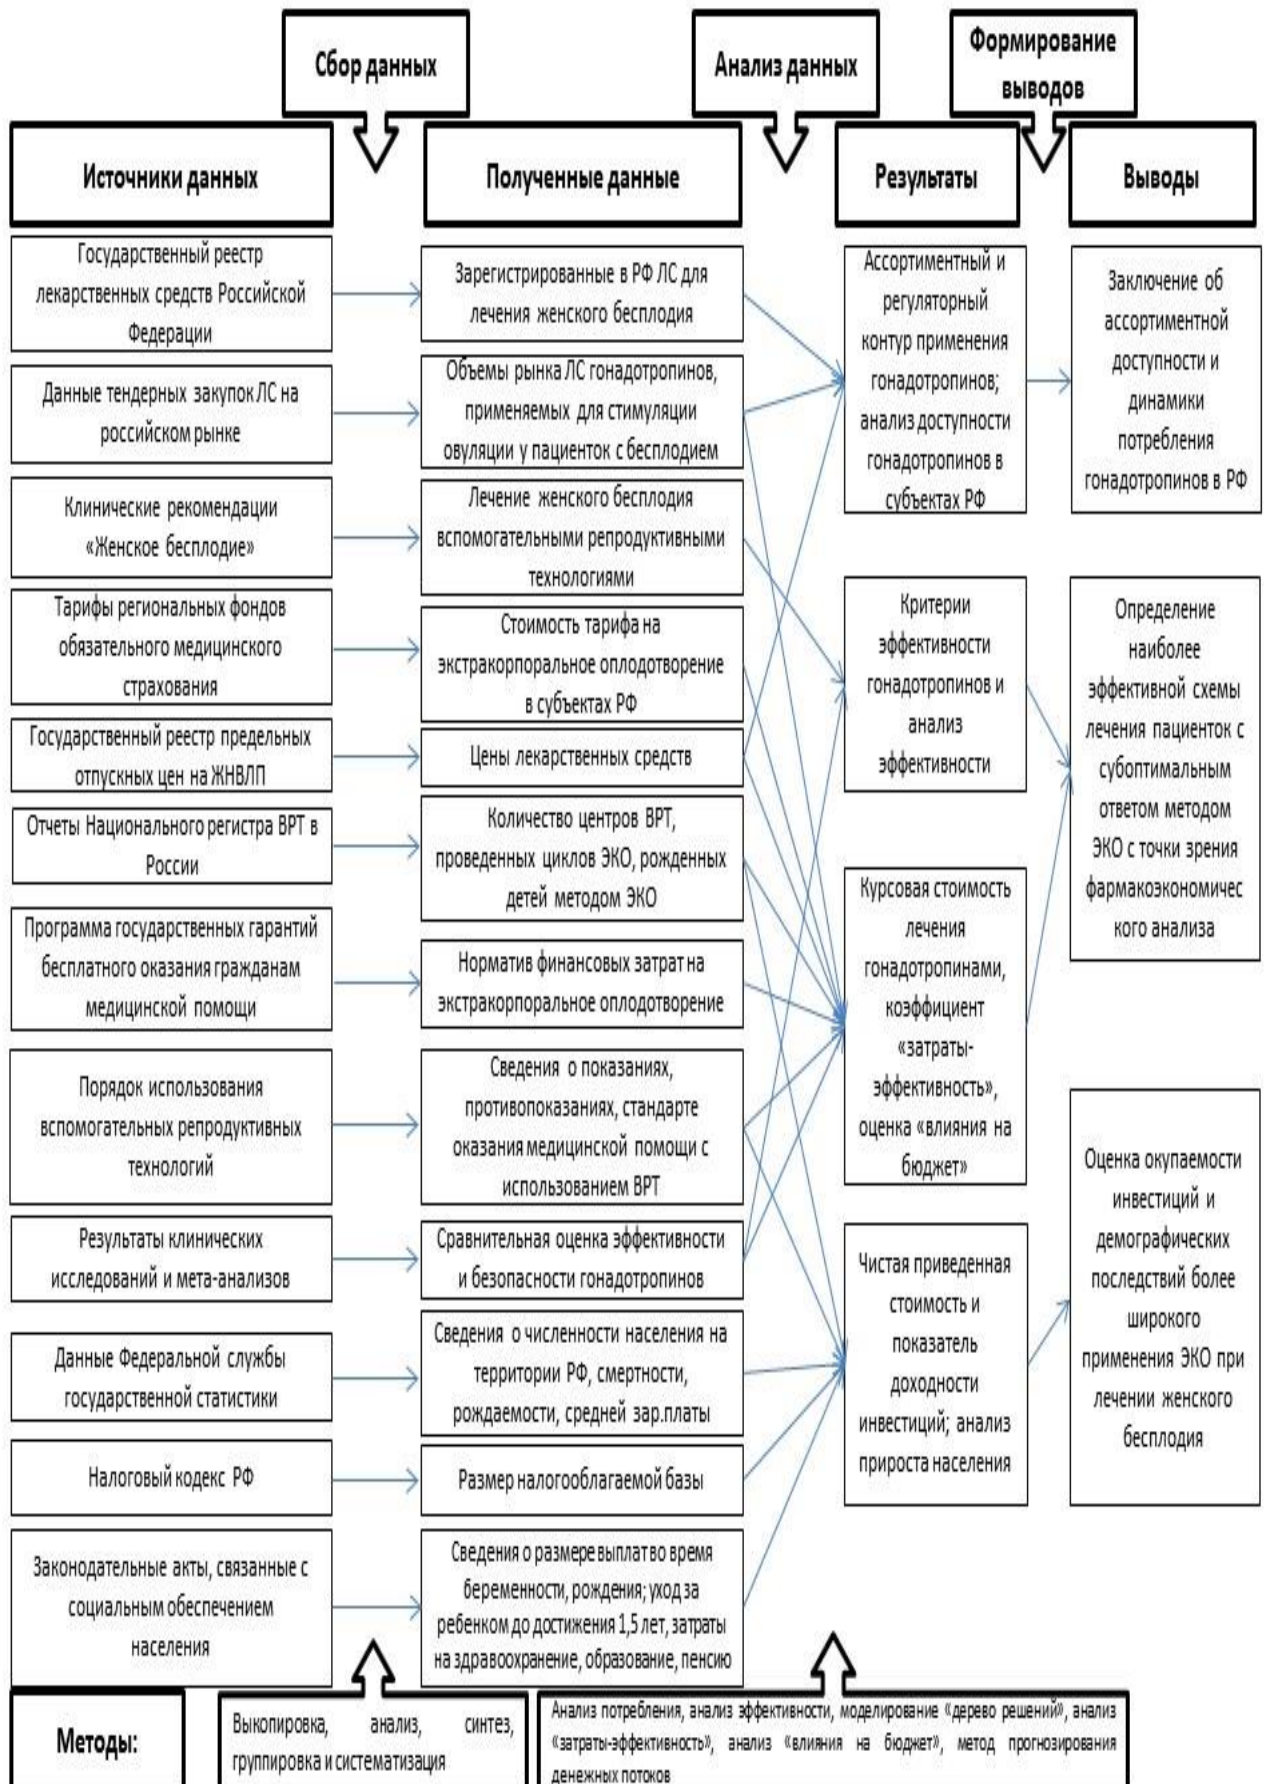 Сбор данных
Анализ данных
Формирование
выводов
Источники данных
Полученные данные
Результаты
Выводы
Государственный реестр
лекарственных средств Российской
Федерации
Данные тендерных закупок ЛС на
российском рынке
Клинические рекомендации
«Женское бесплодие»
Тарифы региональных фондов
обязательного медицинского
страхования
Государственный реестр предельных
отпускных цен на ЖНВЛП
Отчеты Национального регистра ВРТ в
России
Программа государственных гарантий
бесплатного оказания гражданам
медицинской помощи
Порядок использования
вспомогательных репродуктивных
технологий
Результаты клинических
исследований и мета-анализов
Данные Федеральной службы
государственной статистики
Налоговый кодекс РФ
Законодательные акты, связанные с
социальным обеспечением
населения
Зарегистрированные в РФ ЛС для
лечения женского бесплодия
Объемы рынка ЛС гонадотропинов,
применяемых для стимуляции
овуляции у пациенток с бесплодием
Лечение женского бесплодия
вспомогательными репродуктивными
технологиями
Стоимость тарифа на
экстракорпоральное оплодотворение
в субъектах РФ
Цены лекарственных средств
Количество центров ВРТ,
проведенных циклов ЭКО, рожденных
детей методом ЭКО
Норматив финансовых затрат на
экстракорпоральное оплодотворение
Сведения о показаниях,
противопоказаниях, стандарте
оказания медицинской помощи с
использованием ВРТ
Сравнительная оценка эффективности
и безопасности гонадотропинов
Сведения о численности населения на
территории РФ, смертности,
рождаемости, средней зар.платы
Размер налогооблагаемой базы
Сведения о размере выплат во время
беременности, рождения; уход за
ребенком до достижения 1,5 лет, затраты
на здравоохранение, образование, пенсию
Ассортиментный и
регуляторный
контур применения
гонадотропинов;
анализ доступности
гонадотропинов в
субъектах РФ
Критерии
эффективности
гонадотропинов и
анализ
эффективности
Курсовая стоимость
лечения
гонадотропинами,
коэффициент
«затраты-
эффективность»,
оценка «влияния на
бюджет»
Чистая приведенная
стоимость и
показатель
доходности
инвестиций; анализ
прироста населения
Заключение об
ассортиментной
доступности и
динамики
потребления
гонадотропинов в РФ
Определение
наиболее
эффективной схемы
лечения пациенток с
субоптимальным
ответом методом
ЭКО с точки зрения
фармакоэкономичес
кого анализа
Оценка окупаемости
инвестиций и
демографических
последствий более
широкого
применения ЭКО при
лечении женского
бесплодия
Методы:
Выкопировка, анализ, синтез,
группировка и систематизация
Анализ потребления, анализ эффективности, моделирование «дерево решений», анализ
«затраты-эффективность», анализ «влияния на бюджет», метод прогнозирования
денежных потоков